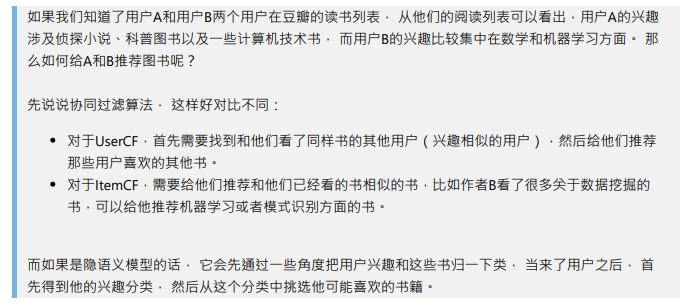 如果我们知道了用户A和用户B两个用户在豆瓣的读书列表， 从他们的阅读列表可以看出，用户A的兴趣
涉及侦探小说、科普图书以及一些计算机技术书， 而用户B的兴趣比较集中在数学和机器学习方面。 那
么如何给A和B推荐图书呢？
先说说协同过滤算法， 这样好对比不同：
• 对于UserCF，首先需要找到和他们看了同样书的其他用户（兴趣相似的用户），然后给他们推荐
那些用户喜欢的其他书。
• 对于ItemCF，需要给他们推荐和他们已经看的书相似的书，比如作者B看了很多关于数据挖掘的
书，可以给他推荐机器学习或者模式识别方面的书。
而如果是隐语义模型的话， 它会先通过一些角度把用户兴趣和这些书归一下类， 当来了用户之后， 首
先得到他的兴趣分类， 然后从这个分类中挑选他可能喜欢的书籍。